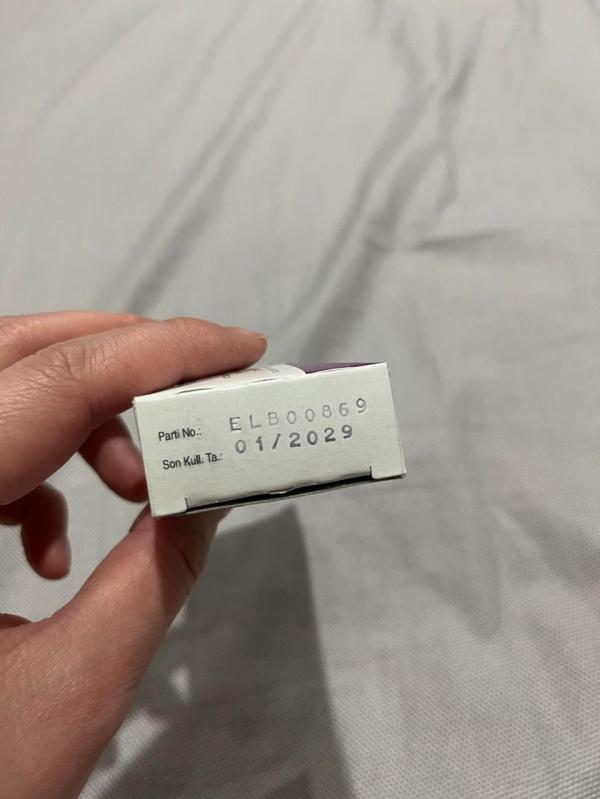 Parti No.: ELB00869
Son Kull. Ta.: 01/2029